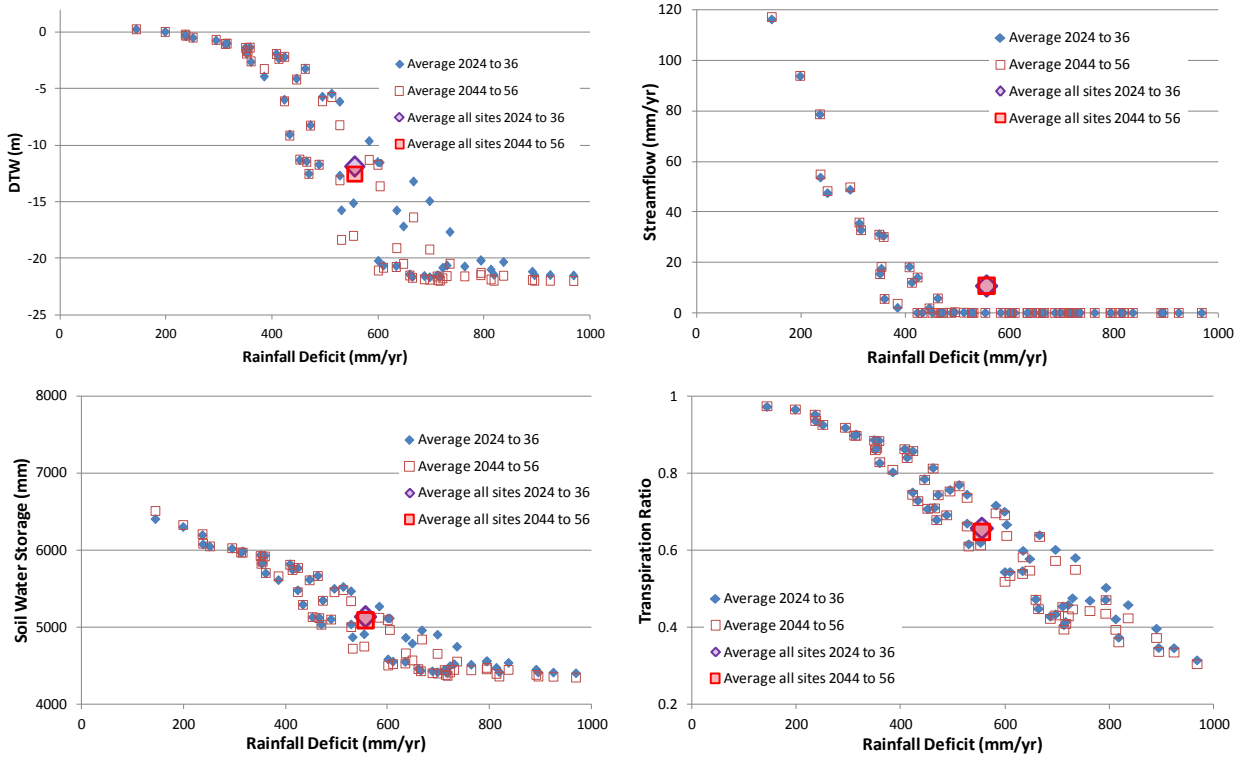 0
-5
-10
-15
-20
-25
DTW (m)
0
200
400
600
800
1000
Rainfall Deficit (mm/yr)
Average 2024 to 36
Average 2044 to 56
Average all sites 2024 to 36
Average all sites 2044 to 56
120
100
80
60
40
20
0
Streamflow (mm/yr)
0
200
400
600
800
1000
Rainfall Deficit (mm/yr)
Average 2024 to 36
Average 2044 to 56
Average all sites 2024 to 36
Average all sites 2044 to 56
8000
7000
6000
5000
4000
Soil Water Storage (mm)
0
200
400
600
800
1000
Rainfall Deficit (mm/yr)
Average 2024 to 36
Average 2044 to 56
Average all sites 2024 to 36
Average all sites 2044 to 56
1
0.8
0.6
0.4
0.2
Transpiration Ratio
0
200
400
600
800
1000
Rainfall Deficit (mm/yr)
Average 2024 to 36
Average 2044 to 56
Average all sites 2024 to 36
Average all sites 2044 to 56